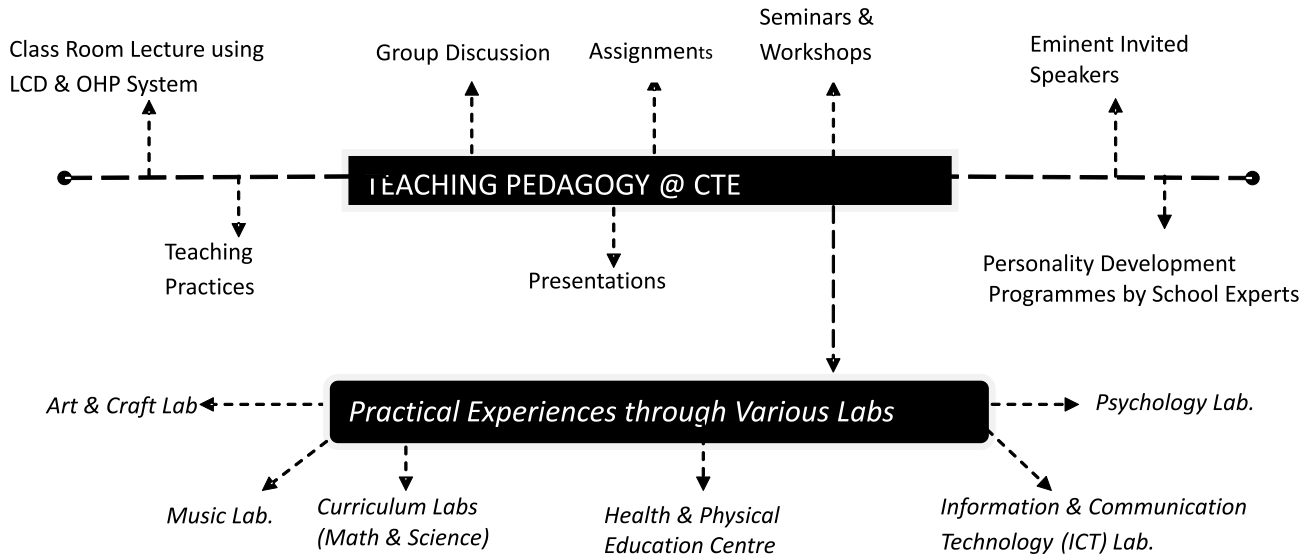 Class Room Lecture using
LCD & OHP System
Group Discussion
Assignments
Seminars &
Workshops
Eminent Invited
Speakers
TEACHING PEDAGOGY @ CTE
Teaching
Practices
Presentations
Personality Development
Programmes by School Experts
Practical Experiences through Various Labs
Art & Craft Lab
Psychology Lab.
Music Lab.
Curriculum Labs
(Math & Science)
Health & Physical
Education Centre
Information & Communication
Technology (ICT) Lab.